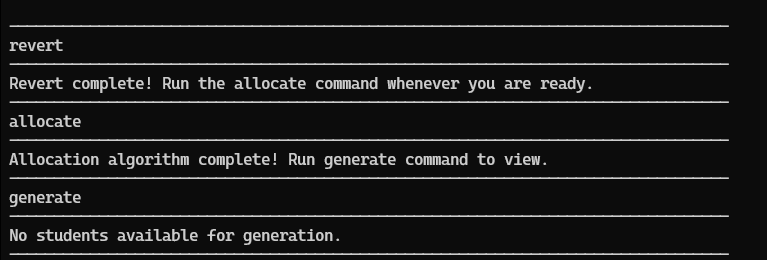 revert
Revert complete! Run the allocate command whenever you are ready.
allocate
Allocation algorithm complete! Run generate command to view.
generate
No students available for generation.